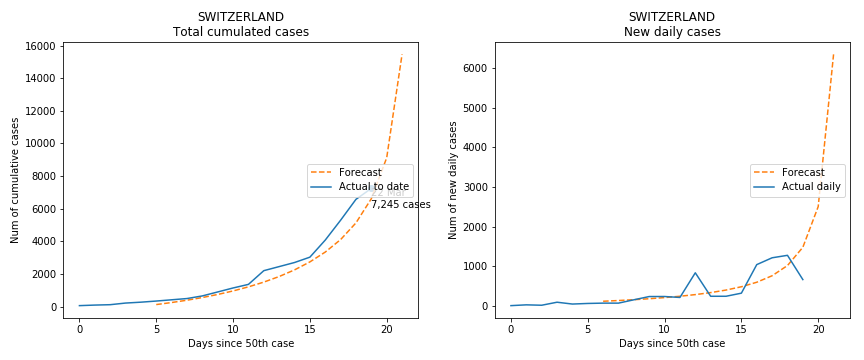 SWITZERLAND
Total cumulated cases
16000
14000
12000
10000
8000
6000
4000
2000
0
Num of cumulative cases
Forecast
Actual to date
22 Mar
7,245 cases
0 5 10 15 20
Days since 50th case
SWITZERLAND
New daily cases
6000
5000
4000
3000
2000
1000
0
Num of new daily cases
Forecast
Actual daily
0 5 10 15 20
Days since 50th case